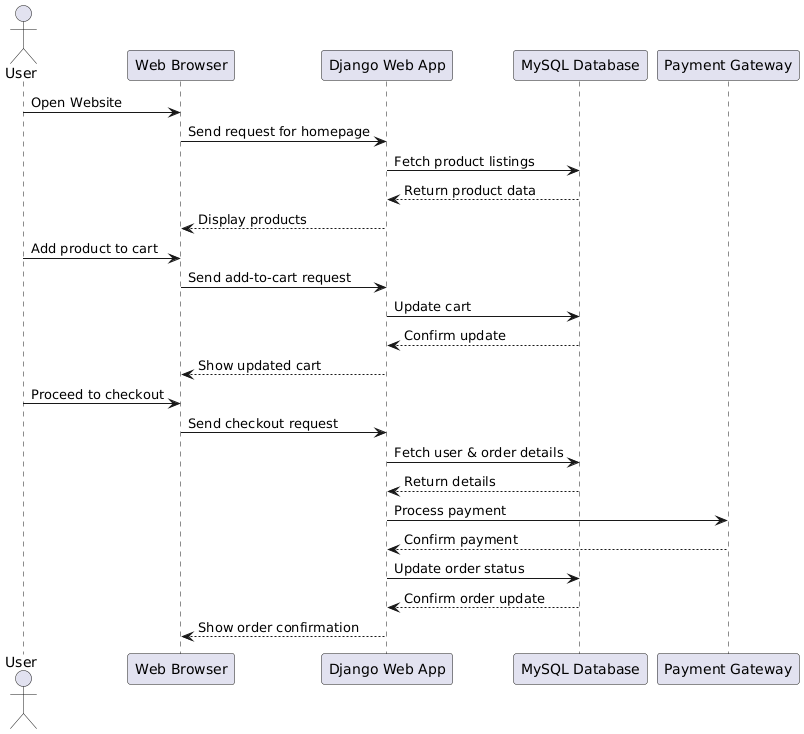 User
Web Browser
Django Web App
MySQL Database
Payment Gateway
Open Website
Send request for homepage
Fetch product listings
Return product data
Display products
Add product to cart
Send add-to-cart request
Update cart
Confirm update
Show updated cart
Proceed to checkout
Send checkout request
Fetch user & order details
Return details
Process payment
Confirm payment
Update order status
Confirm order update
Show order confirmation
User
Web Browser
Django Web App
MySQL Database
Payment Gateway